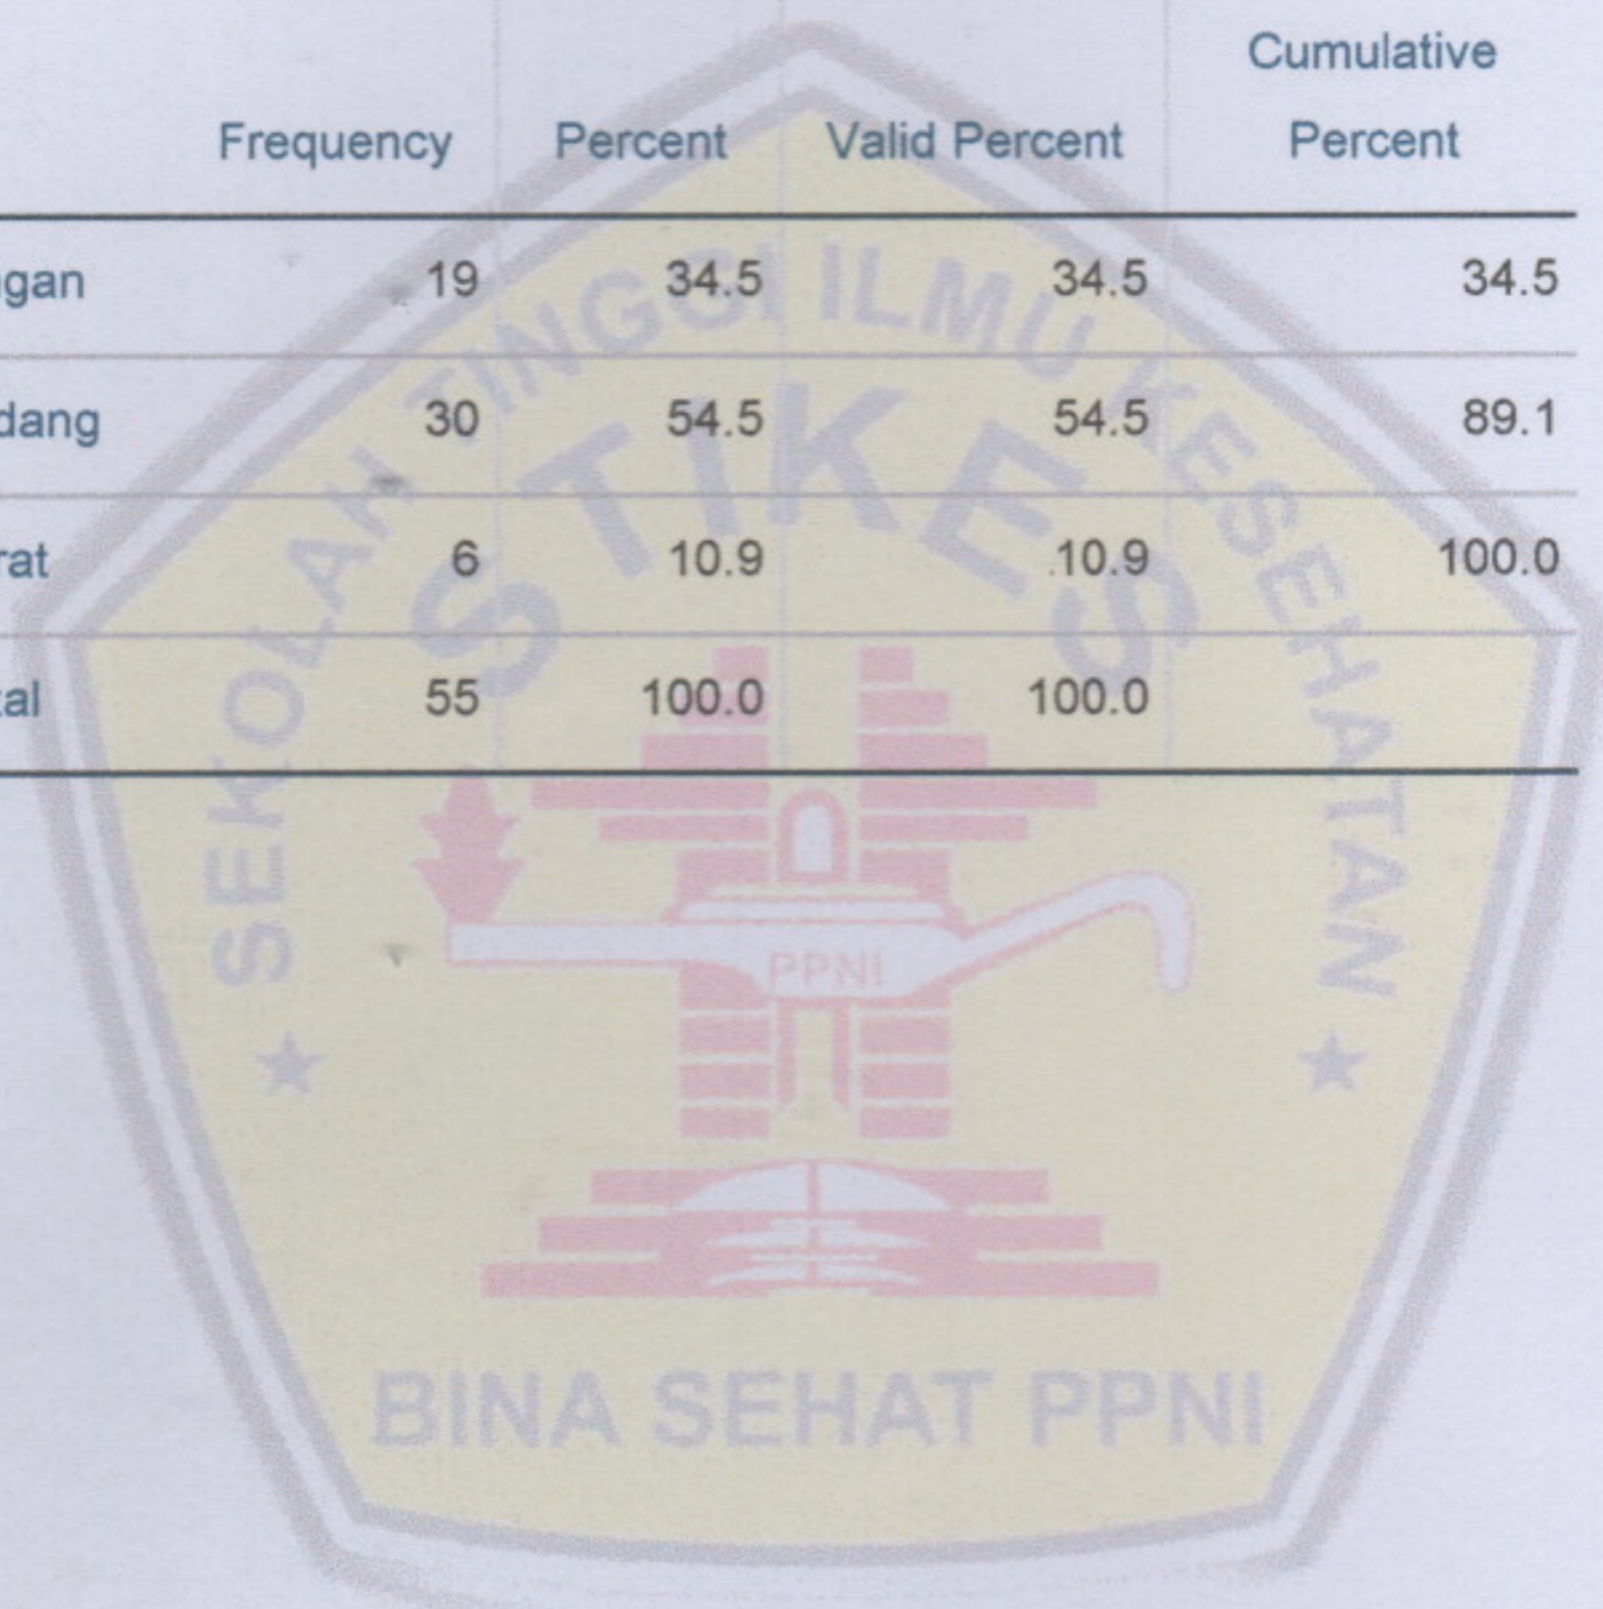 Cumulative
Frequency Percent Valid Percent Percent
gan 19 34.5 34.5 34.5
dang 30 54.5 54.5 89.1
rat 6 10.9 10.9 100.0
tal 55 100.0 100.0
SEKOLAH TINGGI ILMU KESEHATAN
STIKES
PPNI
BINA SEHAT PPNI